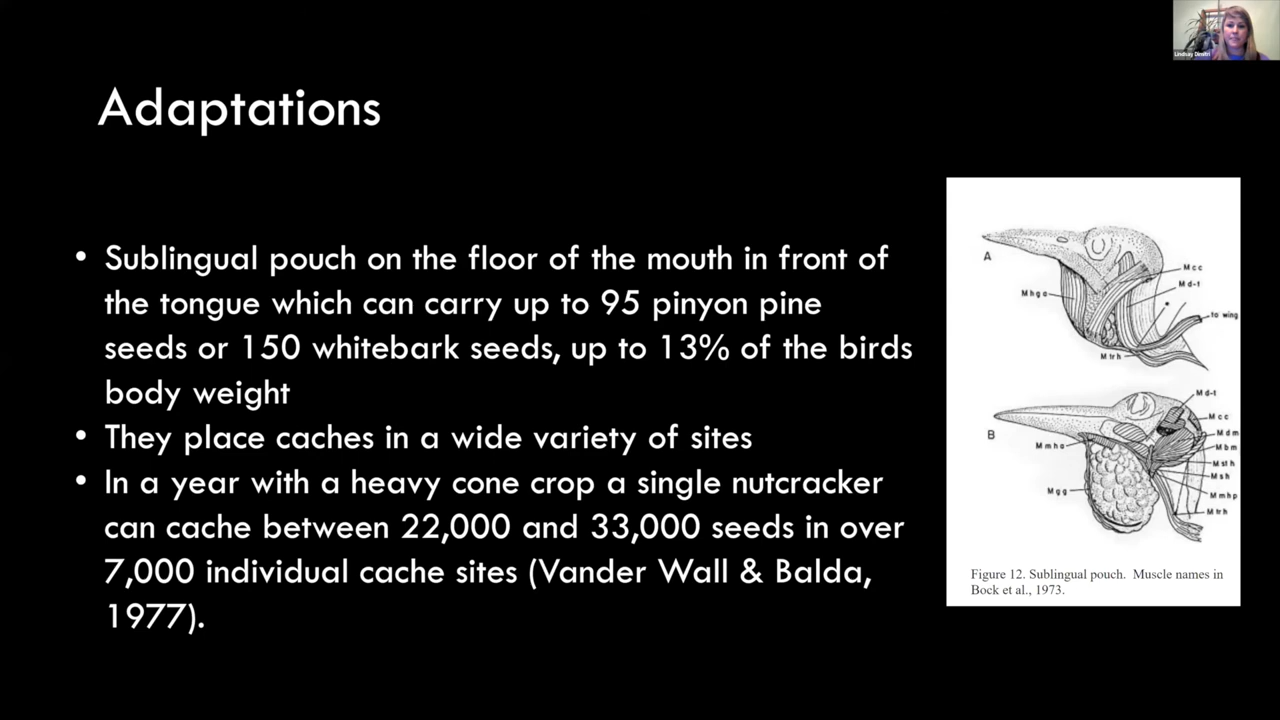 Lindsay Dimitri
Adaptations
• Sublingual pouch on the floor of the mouth in front of
the tongue which can carry up to 95 pinyon pine
seeds or 150 whitebark seeds, up to 13% of the birds
body weight
• They place caches in a wide variety of sites
• In a year with a heavy cone crop a single nutcracker
can cache between 22,000 and 33,000 seeds in over
7,000 individual cache sites (Vander Wall & Balda,
1977).
A
Mcc
Md-t
Mhgc
to wing
Mtrh
B
Md-t
Mcc
Mdm
Mmha
Mbm
Msth
Msh
Mgg
Mmhp
Mtrh
Figure 12. Sublingual pouch. Muscle names in
Bock et al., 1973.